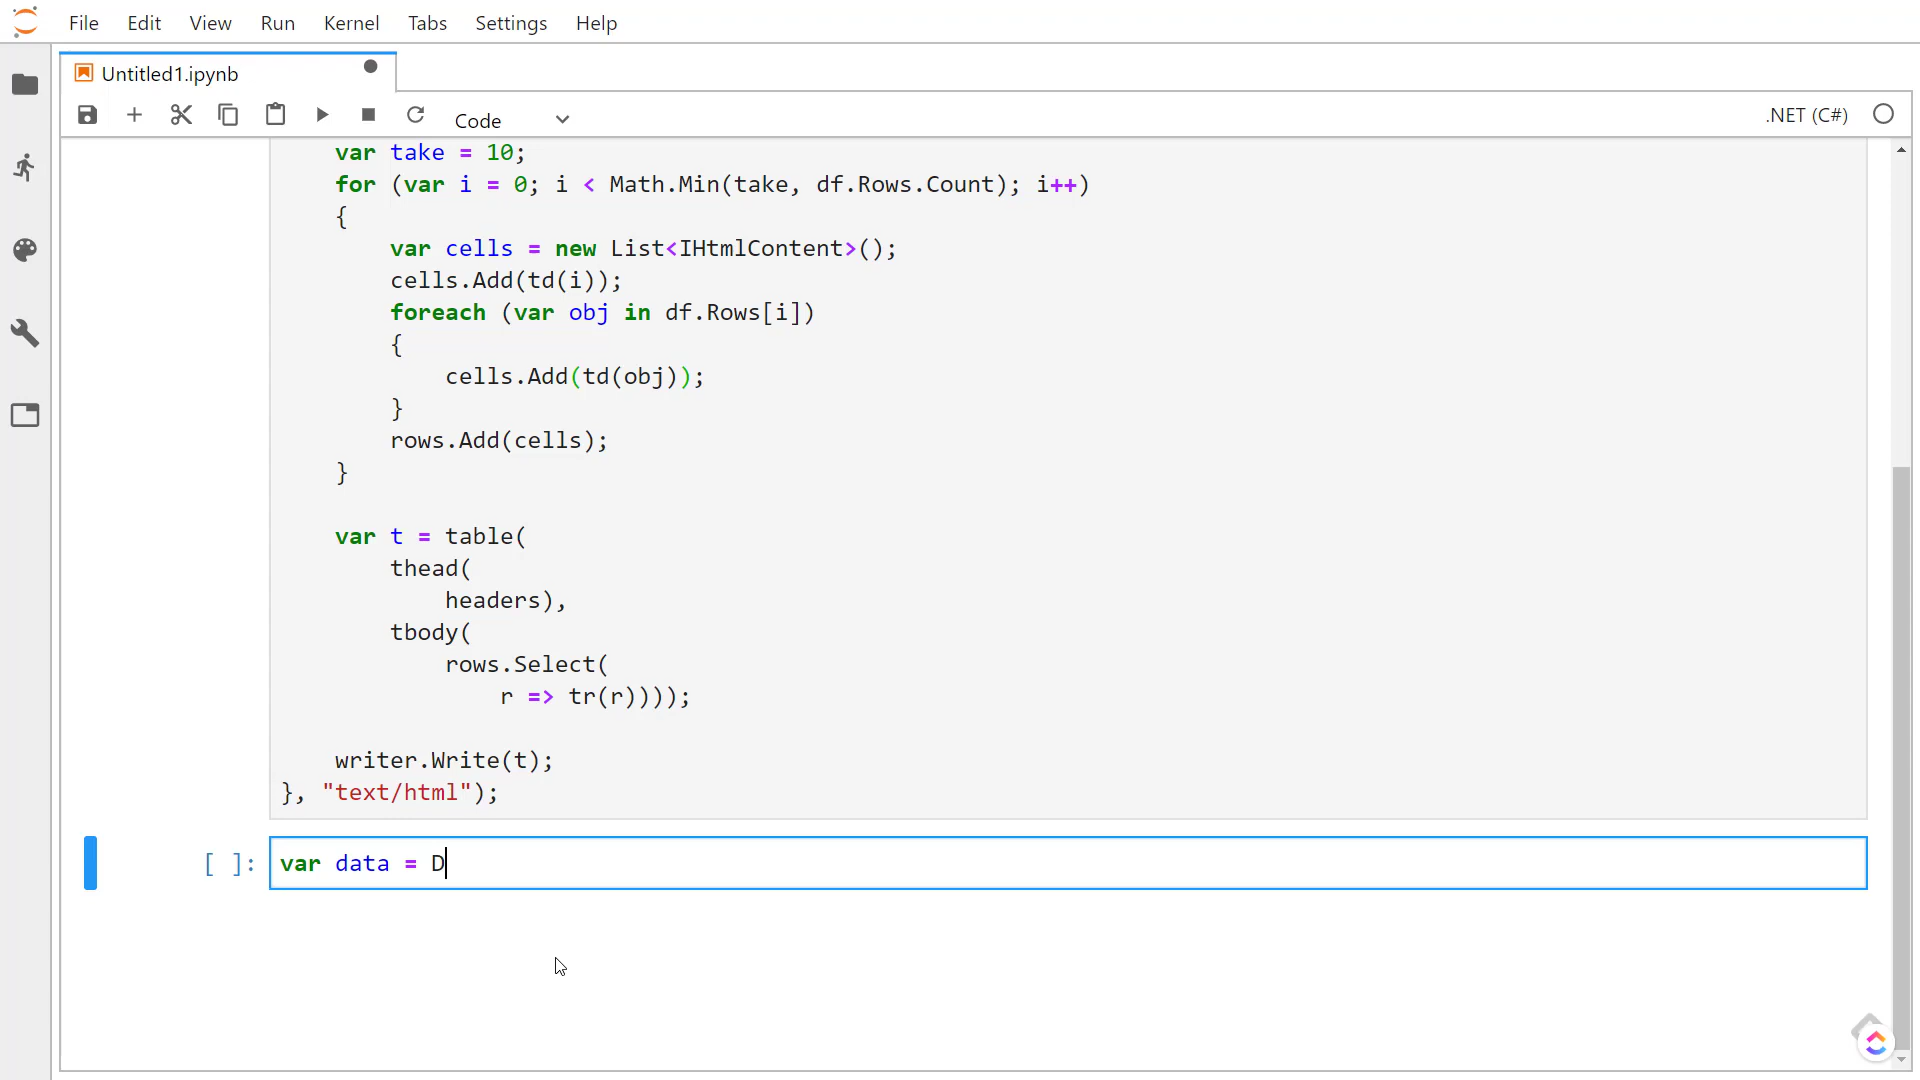 File Edit View Run Kernel Tabs Settings Help
Untitled1.ipynb
Code .NET (C#)
var take = 10;
for (var i = 0; i < Math.Min(take, df.Rows.Count); i++)
{
var cells = new List<IHtmlContent>();
cells.Add(td(i));
foreach (var obj in df.Rows[i])
{
cells.Add(td(obj));
}
rows.Add(cells);
}
var t = table(
thead(
headers),
tbody(
rows.Select(
r => tr(r))));
writer.Write(t);
}, "text/html");
[ ]: var data = D